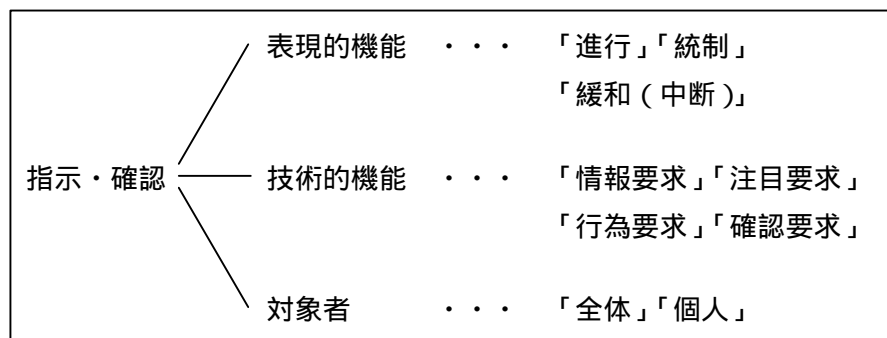 表現的機能 ・・・ 「進行」「統制」
「緩和（中断）」
指示・確認 技術的機能 ・・・ 「情報要求」「注目要求」
「行為要求」「確認要求」
対象者 ・・・ 「全体」「個人」